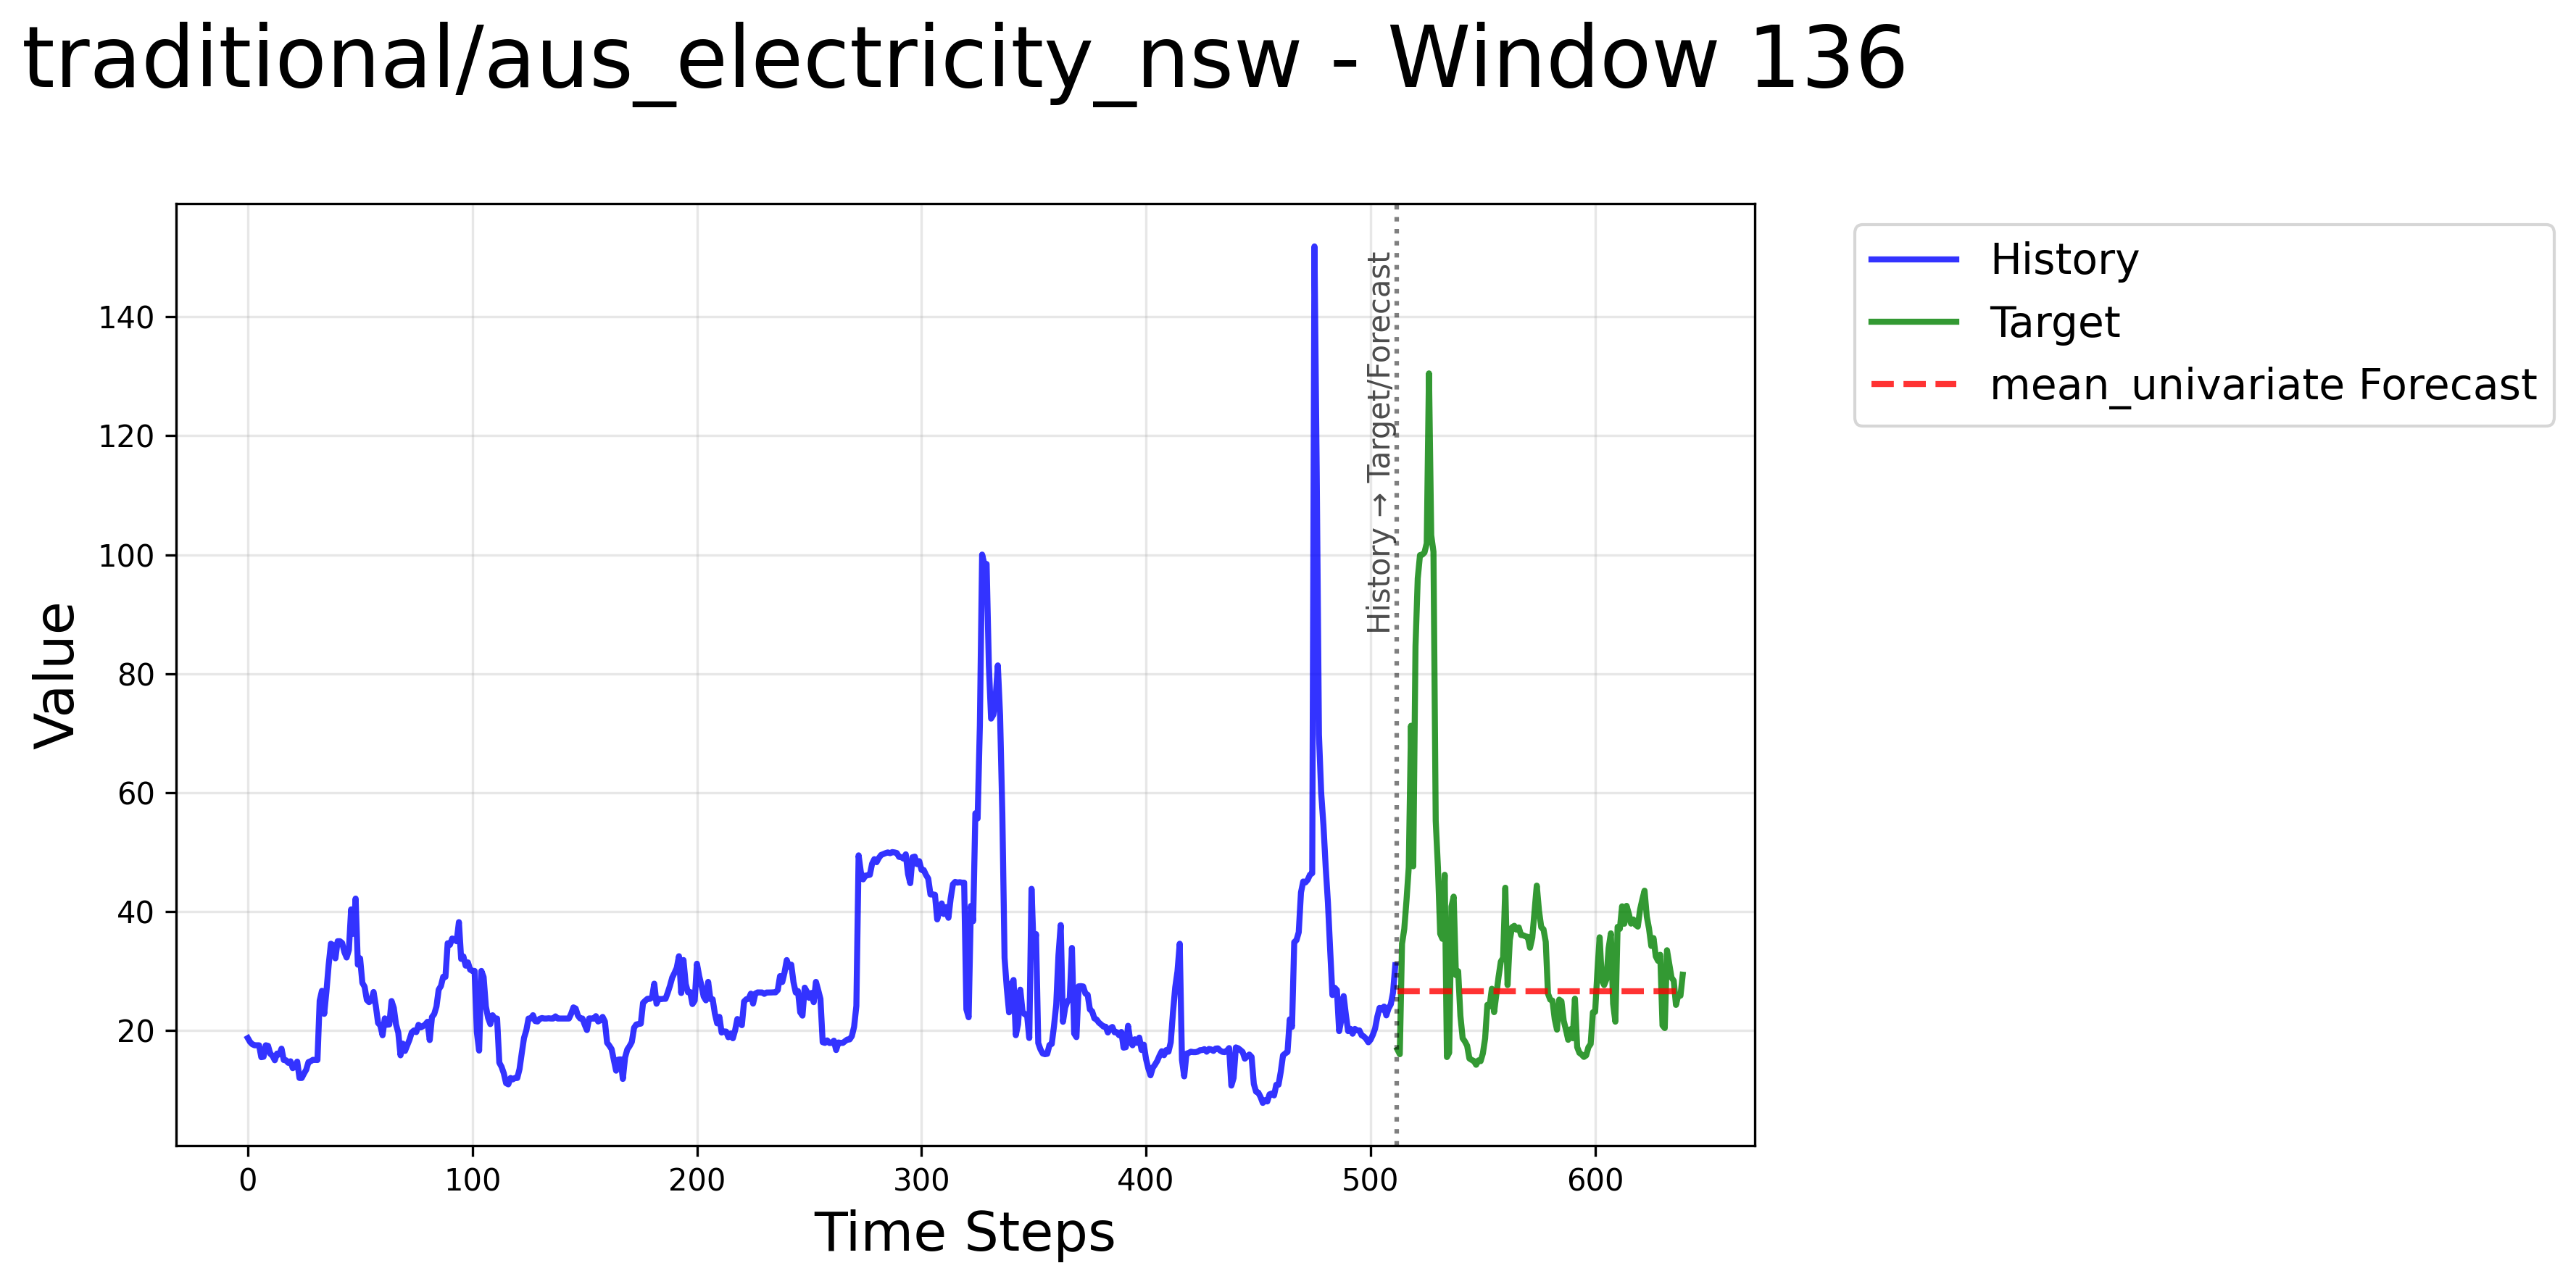 traditional/aus_electricity_nsw - Window 136
History
Target
mean_univariate Forecast
History → Target/Forecast
Value
140
120
100
80
60
40
20
0
100
200
300
400
500
600
Time Steps